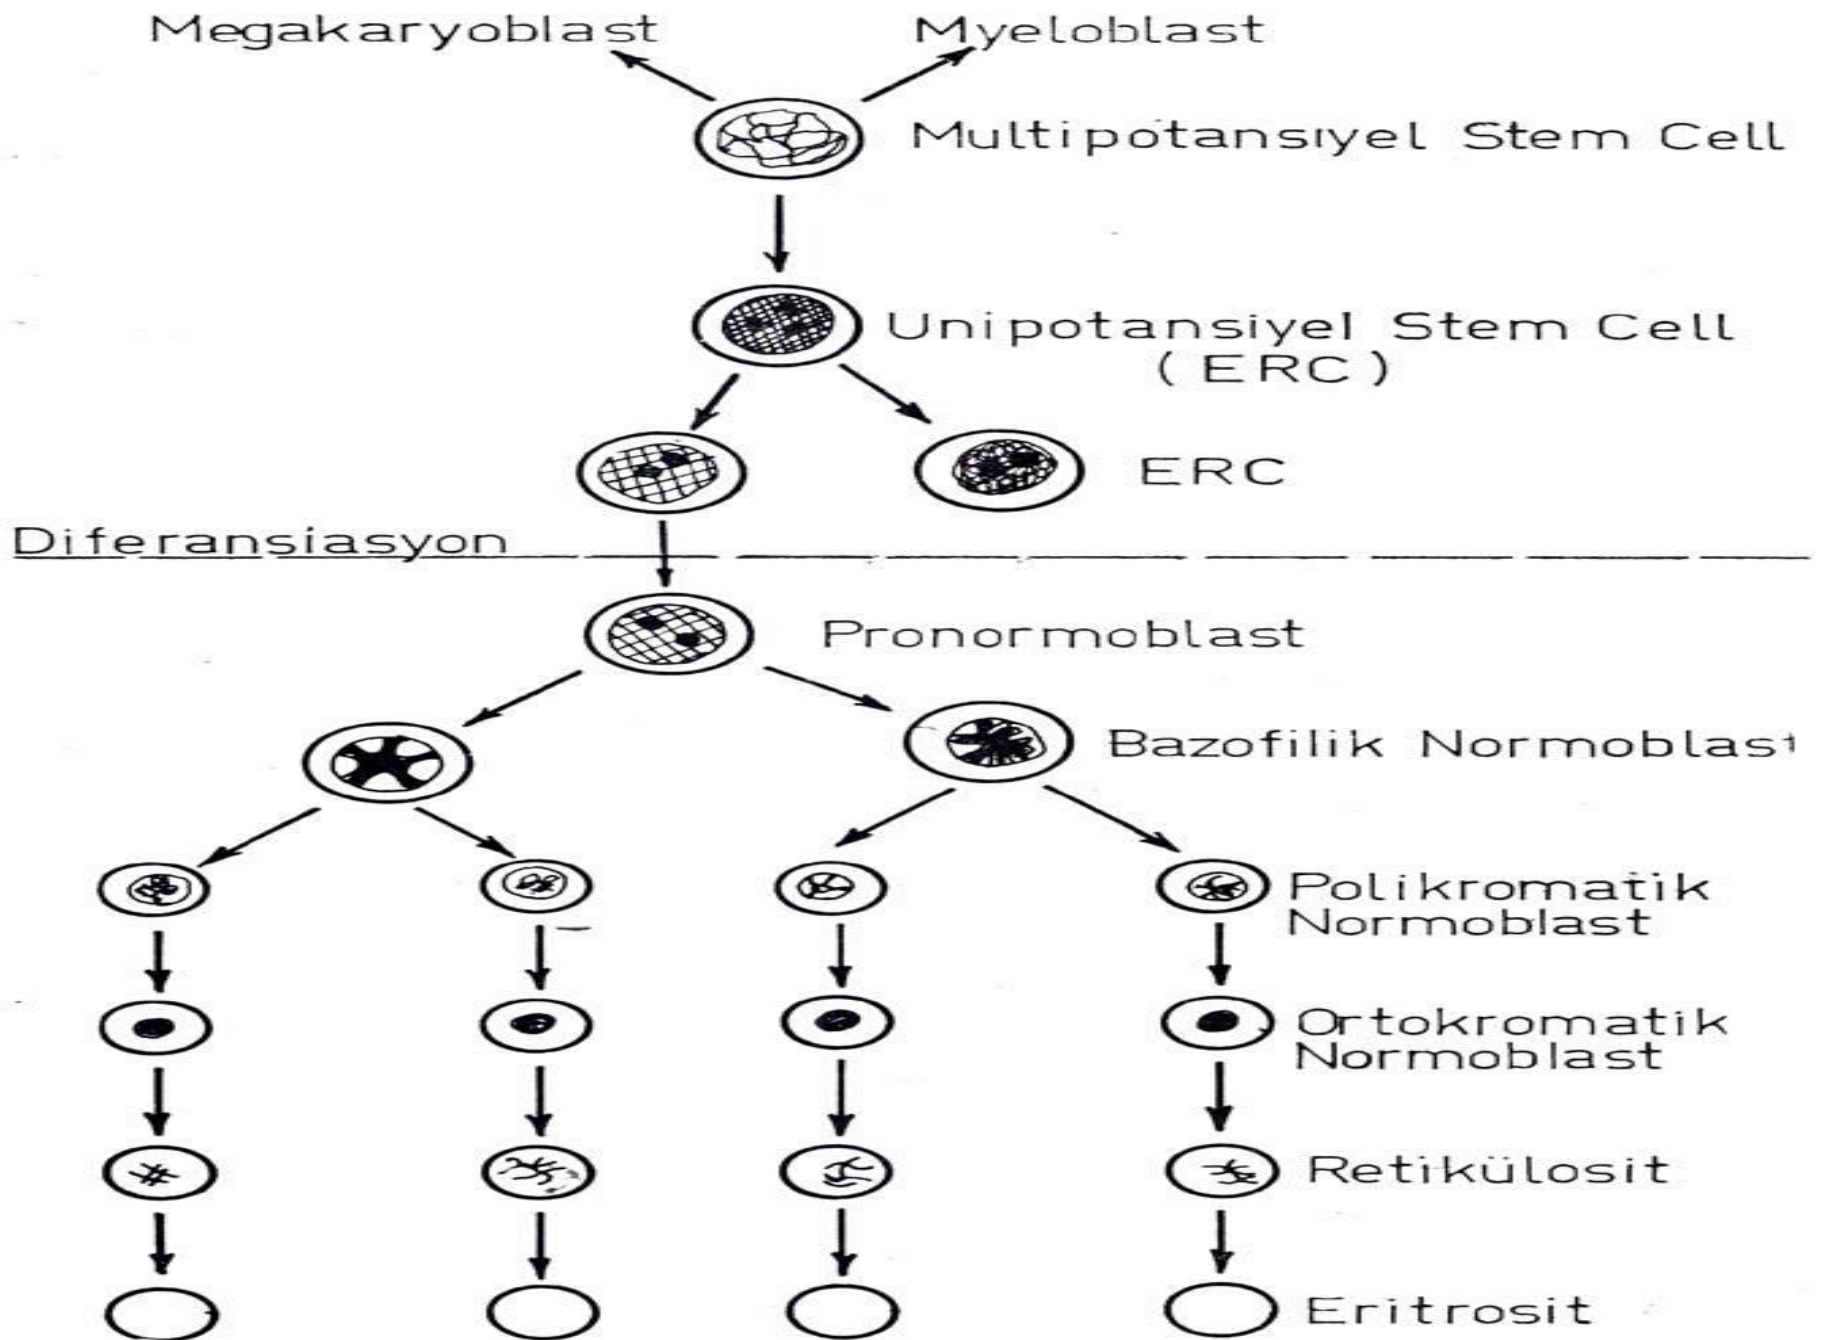 Megakaryoblast
Myeloblast
Multipotansıyel Stem Cell
Unipotansiyel Stem Cell
(ERC)
ERC
Diferansiasyon
Pronormoblast
Bazofilik Normoblast
Polikromatik
Normoblast
Ortokromatik
Normoblast
Retikülosit
Eritrosit